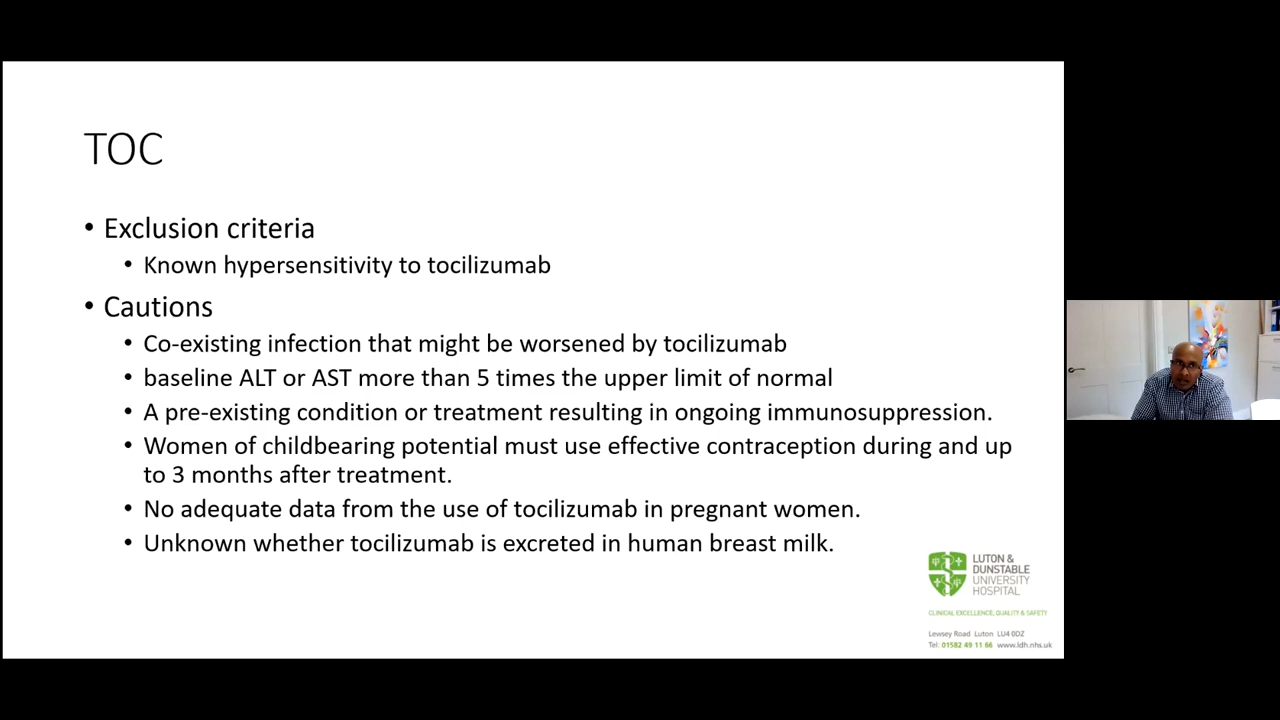 TOC
• Exclusion criteria
• Known hypersensitivity to tocilizumab
• Cautions
• Co-existing infection that might be worsened by tocilizumab
• baseline ALT or AST more than 5 times the upper limit of normal
• A pre-existing condition or treatment resulting in ongoing immunosuppression.
• Women of childbearing potential must use effective contraception during and up
to 3 months after treatment.
• No adequate data from the use of tocilizumab in pregnant women.
• Unknown whether tocilizumab is excreted in human breast milk.
LUTON &
DUNSTABLE
UNIVERSITY
HOSPITAL
CLINICAL EXCELLENCE, QUALITY & SAFETY
Lewsey Road Luton LU4 0DZ
Tel: 01582 49 11 66 www.ldh.nhs.uk